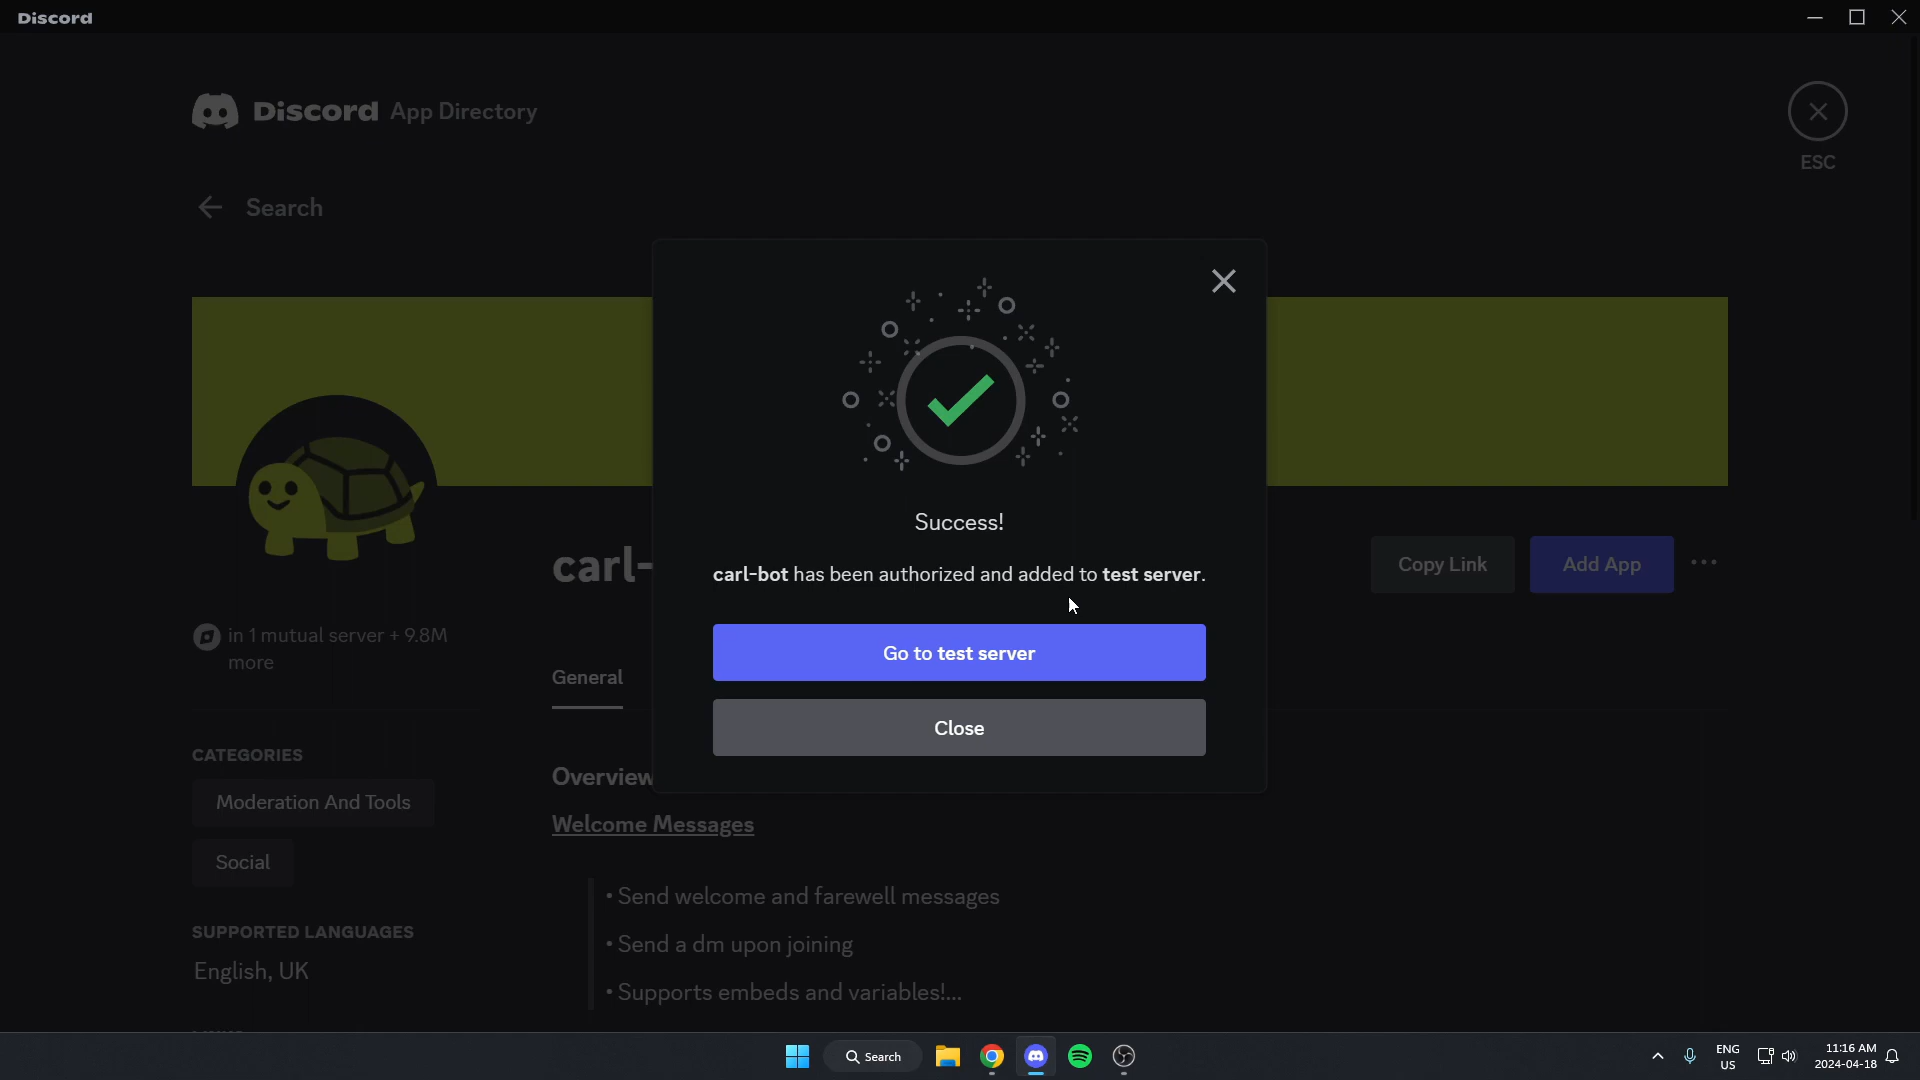 Discord
Discord App Directory
ESC
Search
Success!
carl-
carl-bot has been authorized and added to test server.
Copy Link
Add App
in 1 mutual server + 9.8M
more
Go to test server
General
Close
CATEGORIES
Overview
Moderation And Tools
Welcome Messages
Social
• Send welcome and farewell messages
SUPPORTED LANGUAGES
• Send a dm upon joining
English, UK
• Supports embeds and variables!...
Search
ENG
US
11:16 AM
2024-04-18